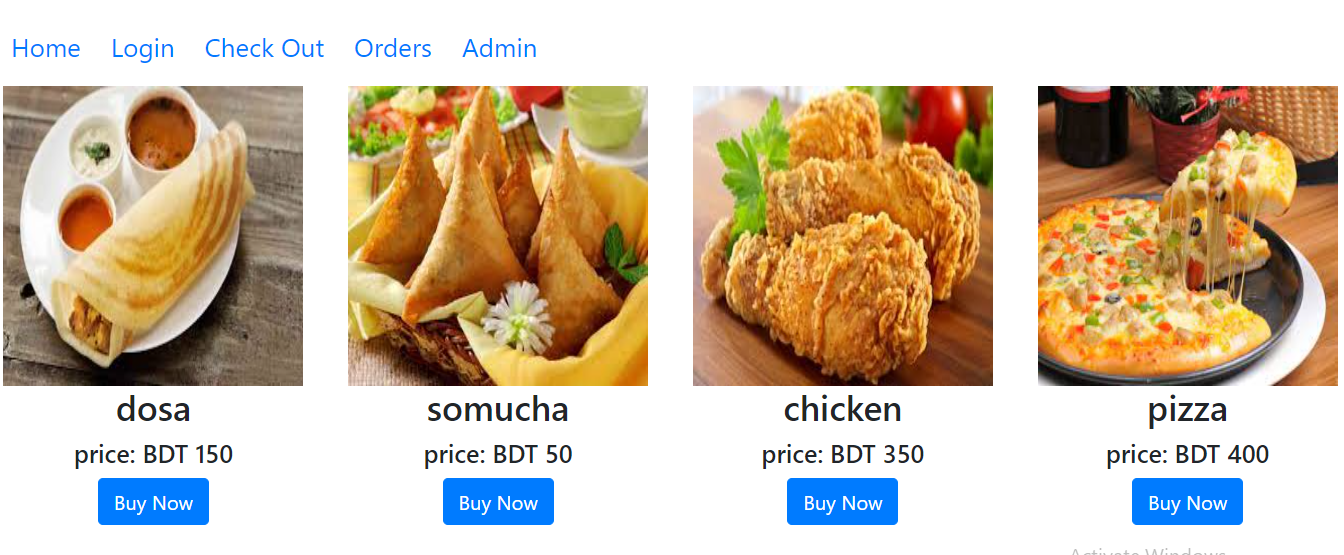 Home Login Check Out Orders Admin
dosa somucha chicken pizza
price: BDT 150 price: BDT 50 price: BDT 350 price: BDT 400
Buy Now Buy Now Buy Now Buy Now
Activate Windows